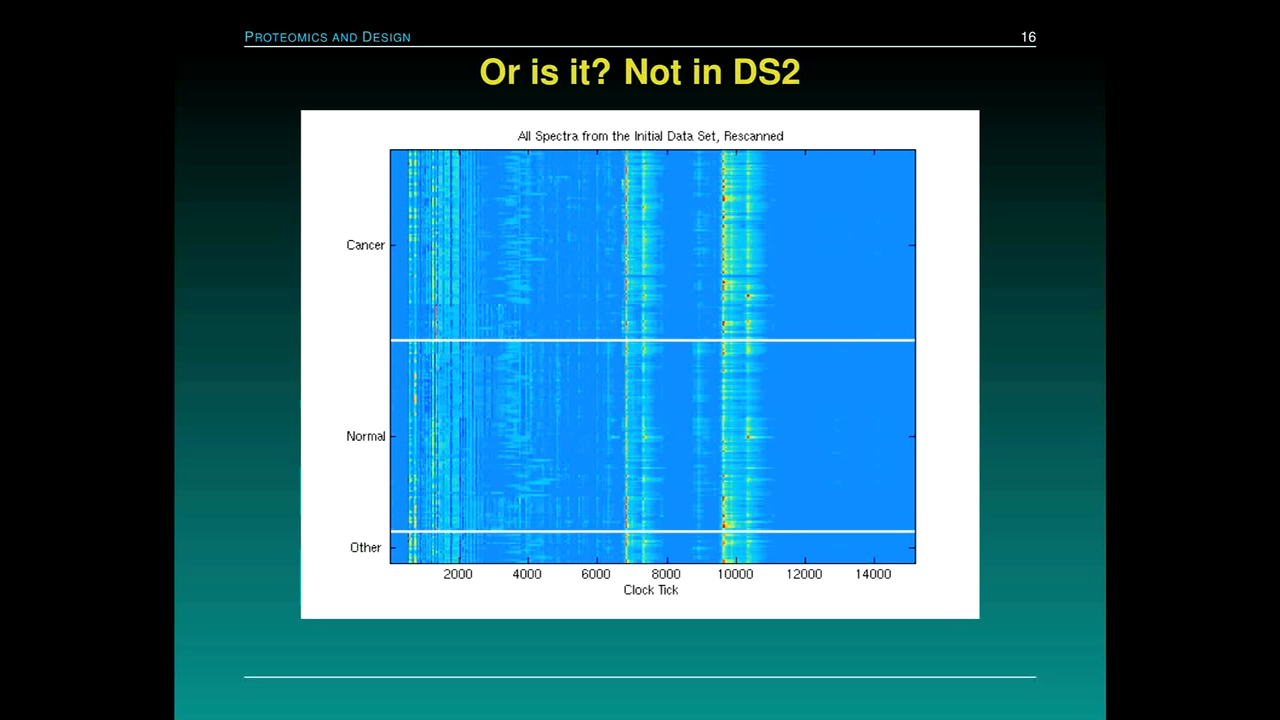 PROTEOMICS AND DESIGN 16
Or is it? Not in DS2
All Spectra from the Initial Data Set, Rescanned
Cancer
Normal
Other
2000 4000 6000 8000 10000 12000 14000
Clock Tick